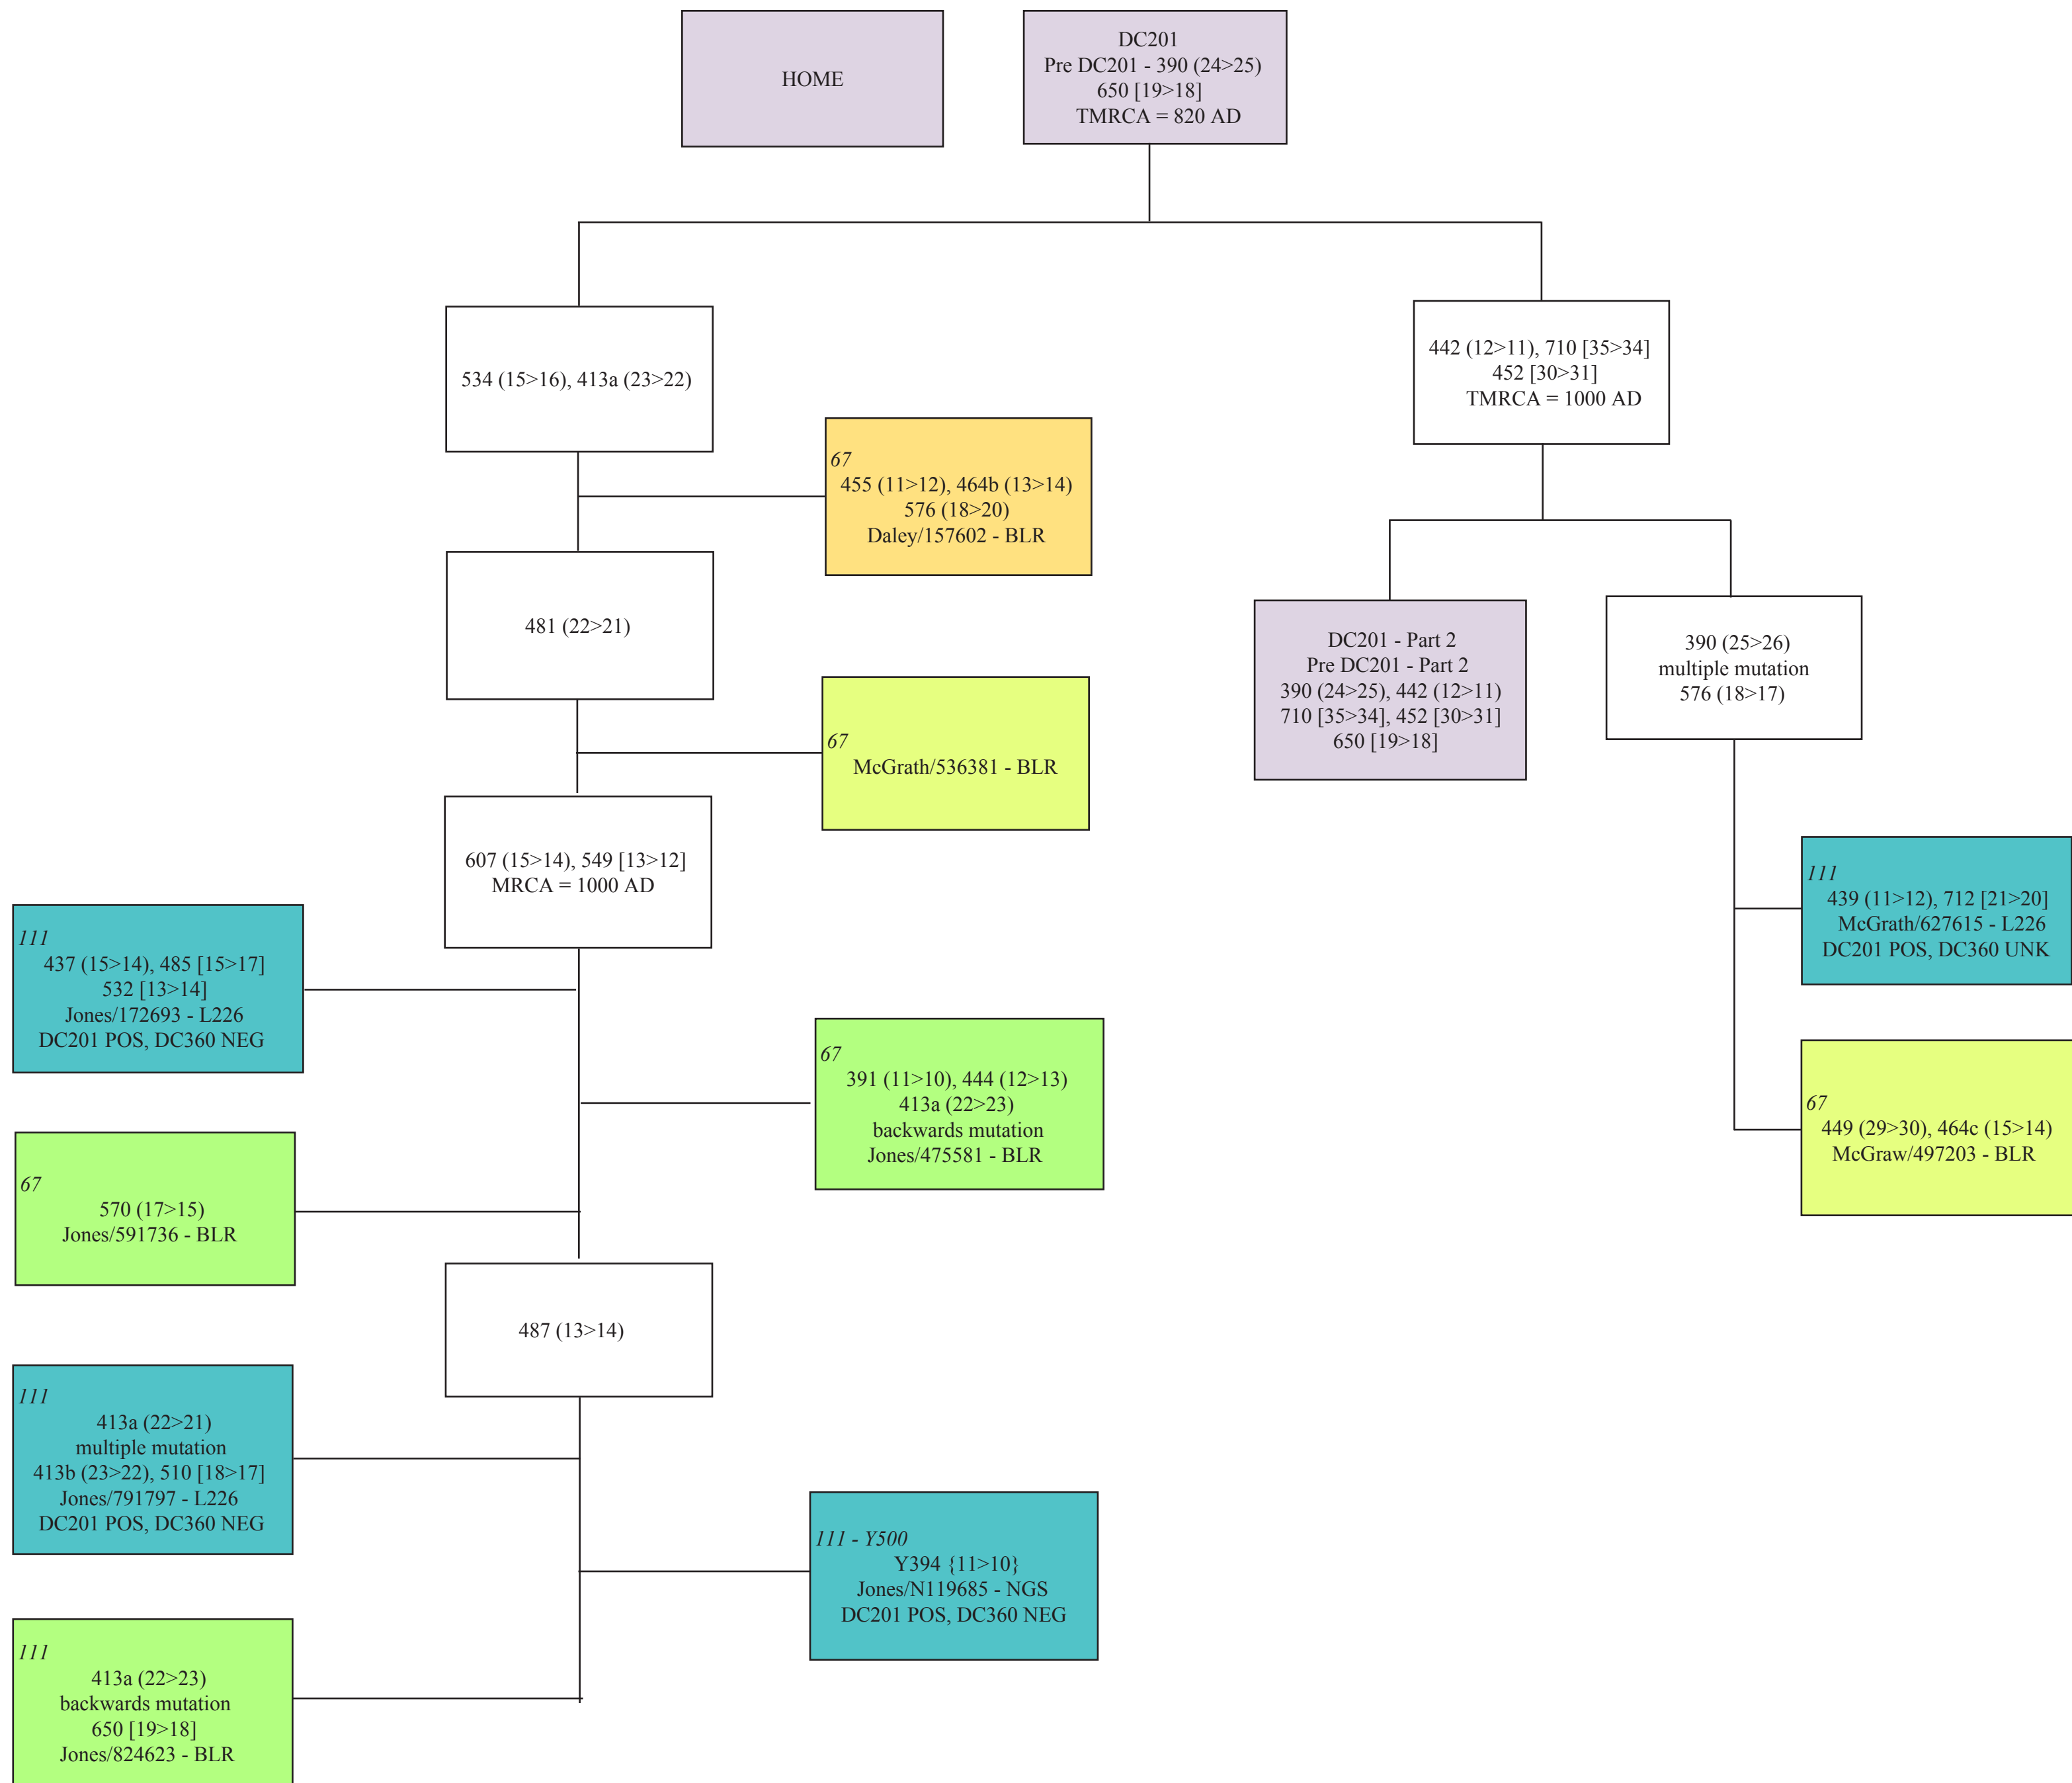 HOME
DC201
Pre DC201 - 390 (24>25)
650 [19>18]
TMRCA = 820 AD
534 (15>16), 413a (23>22)
442 (12>11), 710 [35>34]
452 [30>31]
TMRCA = 1000 AD
67
455 (11>12), 464b (13>14)
576 (18>20)
Daley/157602 - BLR
481 (22>21)
DC201 - Part 2
Pre DC201 - Part 2
390 (24>25), 442 (12>11)
710 [35>34], 452 [30>31]
650 [19>18]
390 (25>26)
multiple mutation
576 (18>17)
67
McGrath/536381 - BLR
607 (15>14), 549 [13>12]
MRCA = 1000 AD
111
439 (11>12), 712 [21>20]
McGrath/627615 - L226
DC201 POS, DC360 UNK
111
437 (15>14), 485 [15>17]
532 [13>14]
Jones/172693 - L226
DC201 POS, DC360 NEG
67
391 (11>10), 444 (12>13)
413a (22>23)
backwards mutation
Jones/475581 - BLR
67
449 (29>30), 464c (15>14)
McGraw/497203 - BLR
67
570 (17>15)
Jones/591736 - BLR
487 (13>14)
111
413a (22>21)
multiple mutation
413b (23>22), 510 [18>17]
Jones/791797 - L226
DC201 POS, DC360 NEG
111 - Y500
Y394 {11>10}
Jones/N119685 - NGS
DC201 POS, DC360 NEG
111
413a (22>23)
backwards mutation
650 [19>18]
Jones/824623 - BLR